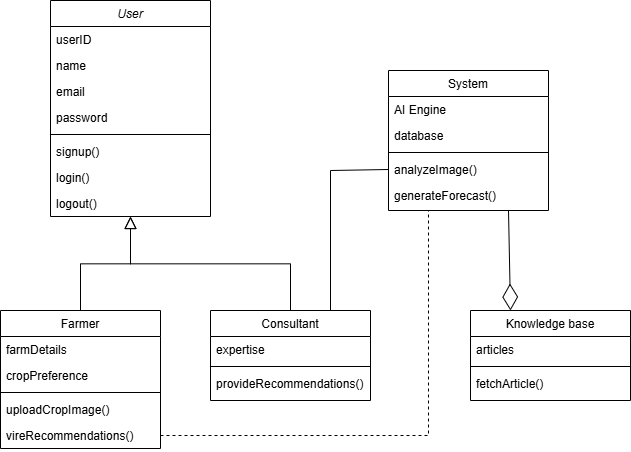 User
userID
name
email
password
signup()
login()
logout()
System
AI Engine
database
analyzeImage()
generateForecast()
Farmer
farmDetails
cropPreference
uploadCropImage()
vireRecommendations()
Consultant
expertise
provideRecommendations()
Knowledge base
articles
fetchArticle()